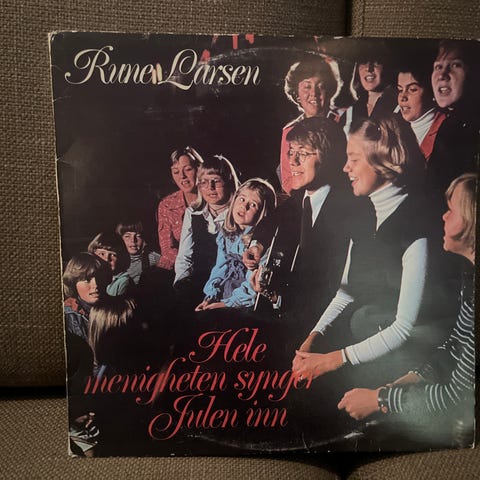 Rune Larsen
Hele
menigheten synger
Julen inn